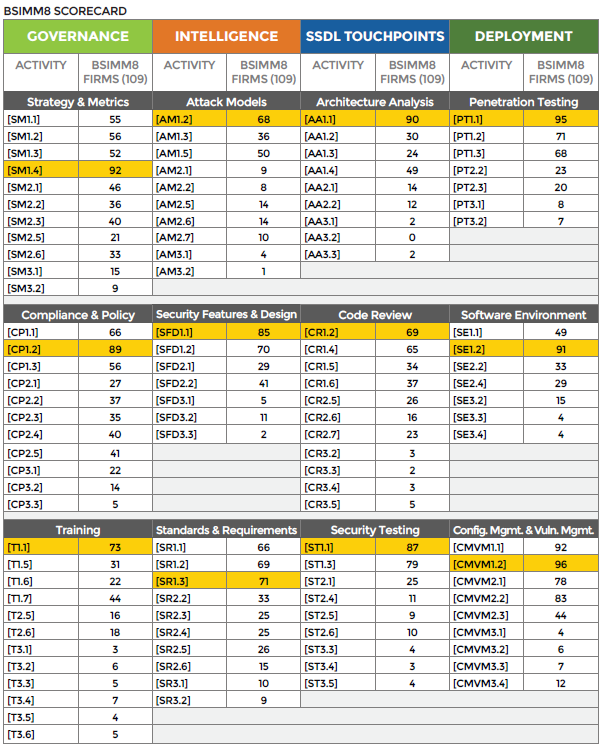 BSIMM8 SCORECARD
GOVERNANCE INTELLIGENCE SSDL TOUCHPOINTS DEPLOYMENT
ACTIVITY BSIMM8 FIRMS (109) ACTIVITY BSIMM8 FIRMS (109) ACTIVITY BSIMM8 FIRMS (109) ACTIVITY BSIMM8 FIRMS (109)
Strategy & Metrics Attack Models Architecture Analysis Penetration Testing
[SM1.1] 55 [AM1.2] 68 [AA1.1] 90 [PT1.1] 95
[SM1.2] 56 [AM1.3] 36 [AA1.2] 30 [PT1.2] 71
[SM1.3] 52 [AM1.5] 50 [AA1.3] 24 [PT1.3] 68
[SM1.4] 92 [AM2.1] 9 [AA1.4] 49 [PT2.2] 23
[SM2.1] 46 [AM2.2] 8 [AA2.1] 14 [PT2.3] 20
[SM2.2] 36 [AM2.5] 14 [AA2.2] 12 [PT3.1] 8
[SM2.3] 40 [AM2.6] 14 [AA3.1] 2 [PT3.2] 7
[SM2.5] 21 [AM2.7] 10 [AA3.2] 0
[SM2.6] 33 [AM3.1] 4 [AA3.3] 2
[SM3.1] 15 [AM3.2] 1
[SM3.2] 9
Compliance & Policy Security Features & Design Code Review Software Environment
[CP1.1] 66 [SFD1.1] 85 [CR1.2] 69 [SE1.1] 49
[CP1.2] 89 [SFD1.2] 70 [CR1.4] 65 [SE1.2] 91
[CP1.3] 56 [SFD2.1] 29 [CR1.5] 34 [SE2.2] 33
[CP2.1] 27 [SFD2.2] 41 [CR1.6] 37 [SE2.4] 29
[CP2.2] 37 [SFD3.1] 5 [CR2.5] 26 [SE3.2] 15
[CP2.3] 35 [SFD3.2] 11 [CR2.6] 16 [SE3.3] 4
[CP2.4] 40 [SFD3.3] 2 [CR2.7] 23 [SE3.4] 4
[CP2.5] 41 [CR3.2] 3
[CP3.1] 22 [CR3.3] 2
[CP3.2] 14 [CR3.4] 3
[CP3.3] 5 [CR3.5] 5
Training Standards & Requirements Security Testing Config. Mgmt. & Vuln. Mgmt.
[T1.1] 73 [SR1.1] 66 [ST1.1] 87 [CMVM1.1] 92
[T1.5] 31 [SR1.2] 69 [ST1.3] 79 [CMVM1.2] 96
[T1.6] 22 [SR1.3] 71 [ST2.1] 25 [CMVM2.1] 78
[T1.7] 44 [SR2.2] 33 [ST2.4] 11 [CMVM2.2] 83
[T2.5] 16 [SR2.3] 25 [ST2.5] 9 [CMVM2.3] 44
[T2.6] 18 [SR2.4] 25 [ST2.6] 10 [CMVM3.1] 4
[T3.1] 3 [SR2.5] 26 [ST3.3] 4 [CMVM3.2] 6
[T3.2] 6 [SR2.6] 15 [ST3.4] 3 [CMVM3.3] 7
[T3.3] 5 [SR3.1] 10 [ST3.5] 4 [CMVM3.4] 12
[T3.4] 7 [SR3.2] 9
[T3.5] 4
[T3.6] 5